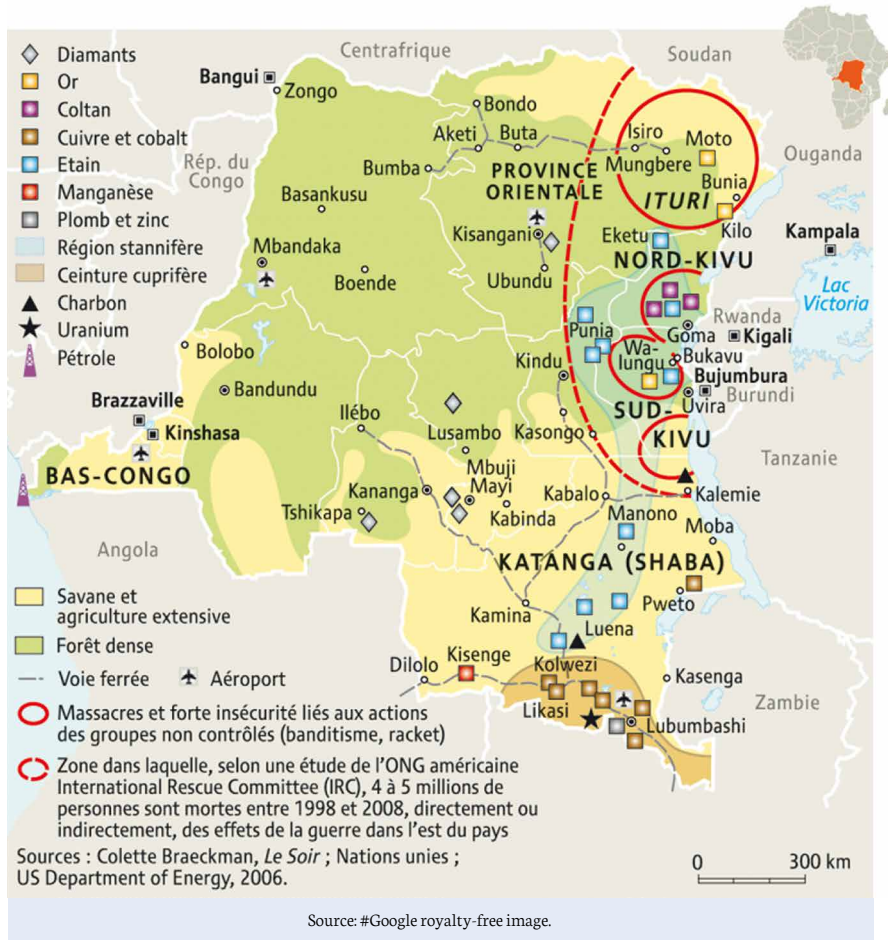 Diamants
Or
Coltan
Cuivre et cobalt
Etain
Manganèse
Plomb et zinc
Région stannifère
Ceinture cuprifère
Charbon
Uranium
Pétrole
Centrafrique
Soudan
Bangui
Zongo
Bondo
Aketi
Buta
Isiro
Moto
Rép. du
Congo
Bumba
PROVINCE
ORIENTALE
Mungbere
Ouganda
Bunia
ITURI
Basankusu
Kisangani
Eketu
Kilo
Kampala
Mbandaka
NORD-KIVU
Boende
Ubundu
Lac
Victoria
Rwanda
Punia
Goma
Kigali
Bolobo
Kindu
Wa-
lungu
Bukavu
Bujumbura
Bandundu
Burundi
Brazzaville
Ilébo
SUD-
Uvira
Kinshasa
Lusambo
Kasongo
KIVU
BAS-CONGO
Mbuji
Mayi
Tanzanie
Kananga
Kabalo
Kalemie
Tshikapa
Kabinda
Manono
Moba
Angola
KATANGA (SHABA)
Kamina
Pweto
Luena
Dilolo
Kisenge
Kolwezi
Kasenga
Likasi
Lubumbashi
Zambie
Savane et
agriculture extensive
Forêt dense
Voie ferrée
Aéroport
Massacres et forte insécurité liés aux actions
des groupes non contrôlés (banditisme, racket)
Zone dans laquelle, selon une étude de l'ONG américaine
International Rescue Committee (IRC), 4 à 5 millions de
personnes sont mortes entre 1998 et 2008, directement ou
indirectement, des effets de la guerre dans l'est du pays
Sources : Colette Braeckman, Le Soir ; Nations unies ;
US Department of Energy, 2006.
0 300 km
Source: #Google royalty-free image.